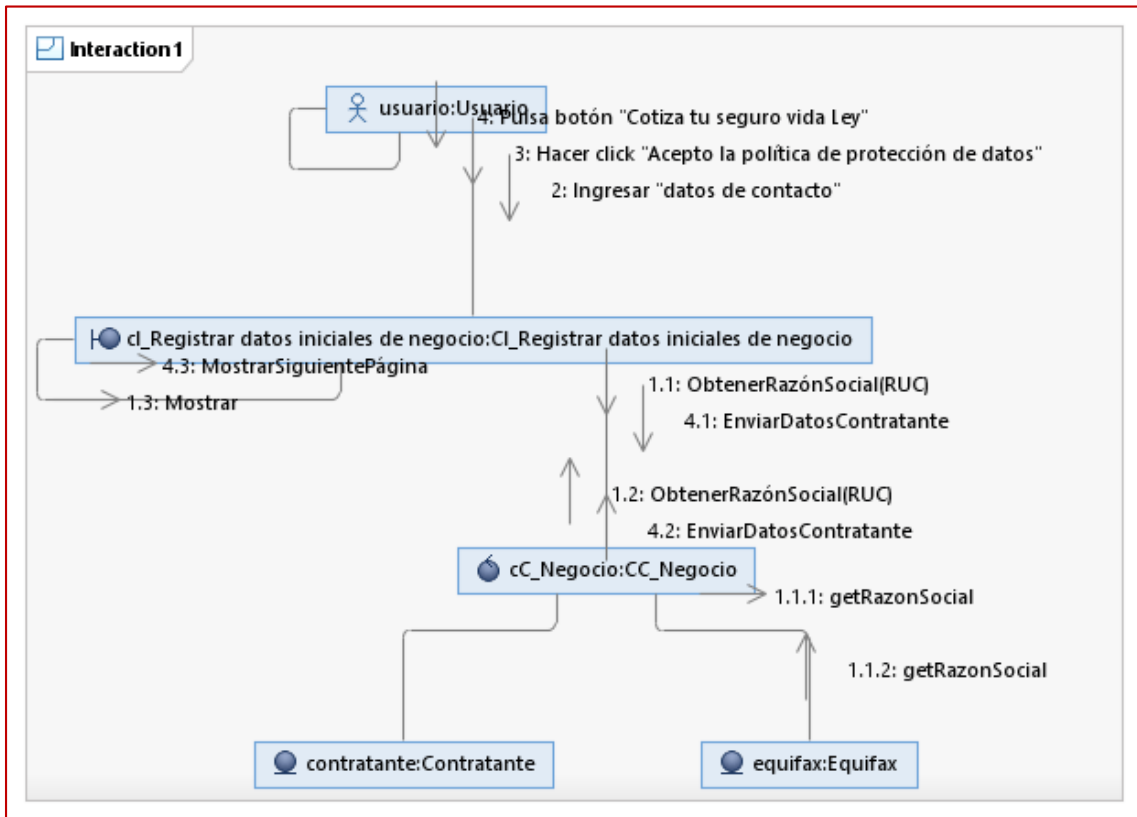 Interaction1
usuario:Usuario
4: Pulsa botón "Cotiza tu seguro vida Ley"
3: Hacer click "Acepto la política de protección de datos"
2: Ingresar "datos de contacto"
cI_Registrar datos iniciales de negocio:CI_Registrar datos iniciales de negocio
4.3: MostrarSiguientePágina
1.3: Mostrar
1.1: ObtenerRazónSocial(RUC)
4.1: EnviarDatosContratante
1.2: ObtenerRazónSocial(RUC)
4.2: EnviarDatosContratante
cC_Negocio:CC_Negocio
1.1.1: getRazonSocial
1.1.2: getRazonSocial
contratante:Contratante
equifax:Equifax